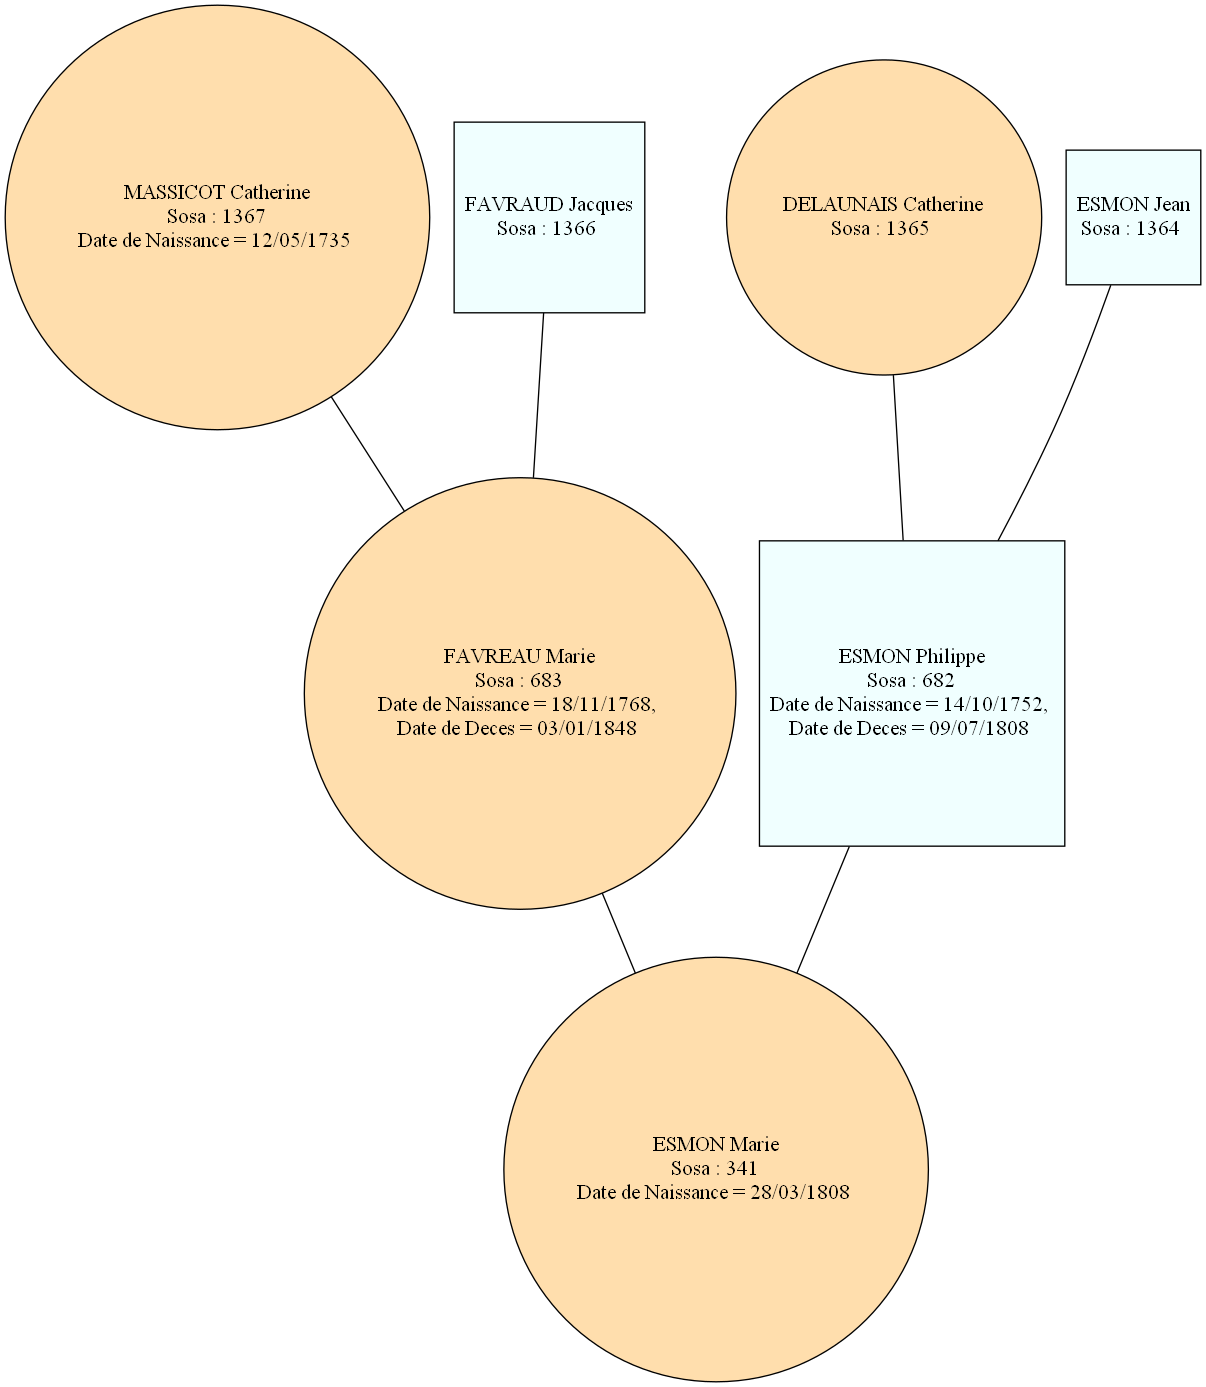 MASSICOT Catherine
Sosa : 1367
Date de Naissance = 12/05/1735
FAVRAUD Jacques
Sosa : 1366
DELAUNAIS Catherine
Sosa : 1365
ESMON Jean
Sosa : 1364
FAVREAU Marie
Sosa : 683
Date de Naissance = 18/11/1768,
Date de Deces = 03/01/1848
ESMON Philippe
Sosa : 682
Date de Naissance = 14/10/1752,
Date de Deces = 09/07/1808
ESMON Marie
Sosa : 341
Date de Naissance = 28/03/1808